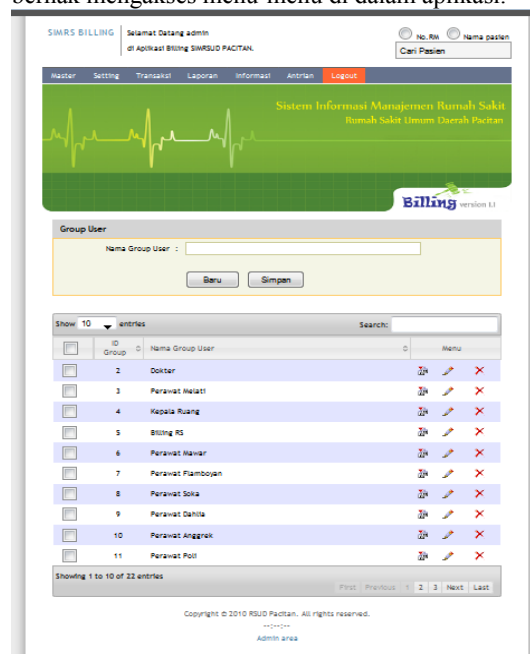 berhak mengakses menu-menu di dalam aplikasi.
SIMRS BILLING
Selamat Datang admin
di Aplikasi Billing SIMRSUD PACITAN.
No.RM Nama pasien
Cari Pasien
Master Setting Transaksi Laporan Informasi Antrian Logout
Sistem Informasi Manajemen Rumah Sakit
Rumah Sakit Umum Daerah Pacitan
Billing version 1.1
Group User
Nama Group User :
Baru Simpan
Show 10 entries Search:
ID Group Nama Group User Menu
2 Dokter
3 Perawat Melati
4 Kepala Ruang
5 Billing RS
6 Perawat Mawar
7 Perawat Flamboyan
8 Perawat Soka
9 Perawat Dahlia
10 Perawat Anggrek
11 Perawat Poli
Showing 1 to 10 of 22 entries
First Previous 1 2 3 Next Last
Copyright © 2010 RSUD Pacitan. All rights reserved.
--:--:--
Admin area